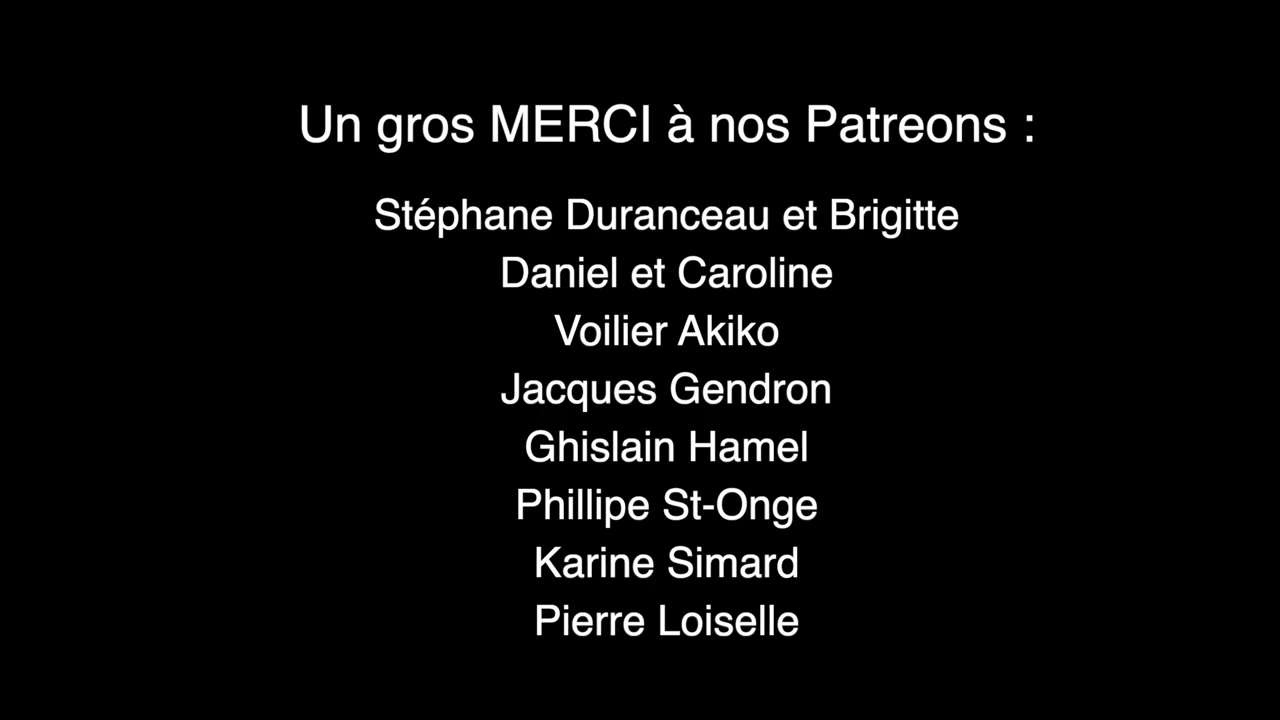 Un gros MERCI à nos Patreons :
Stéphane Duranceau et Brigitte
Daniel et Caroline
Voilier Akiko
Jacques Gendron
Ghislain Hamel
Phillipe St-Onge
Karine Simard
Pierre Loiselle